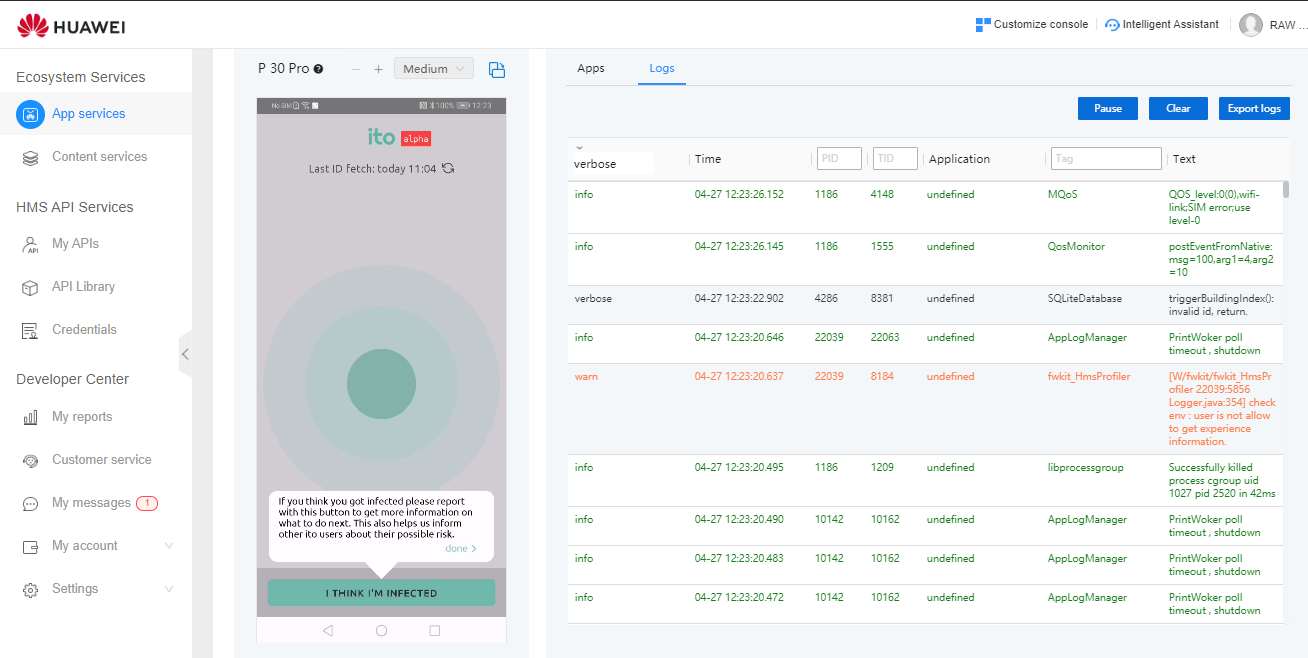 HUAWEI
Customize console
Intelligent Assistant
RAW ...
Ecosystem Services
App services
Content services
HMS API Services
My APIs
API Library
Credentials
Developer Center
My reports
Customer service
My messages 1
My account
Settings
P 30 Pro
Medium
No SIM 100% 12:23
ito alpha
Last ID fetch: today 11:04
If you think you got infected please report
with this button to get more information on
what to do next. This also helps us inform
other ito users about their possible risk.
done
I THINK I'M INFECTED
Apps Logs
Pause Clear Export logs
verbose Time PID TID Application Tag Text
info 04-27 12:23:26.152 1186 4148 undefined MQoS QOS_level:0(0),wifi-
link;SIM error;use
level-0
info 04-27 12:23:26.145 1186 1555 undefined QosMonitor postEventFromNative:
msg=100,arg1=4,arg2
=10
verbose 04-27 12:23:22.902 4286 8381 undefined SQLiteDatabase triggerBuildingIndex():
invalid id, return.
info 04-27 12:23:20.646 22039 22063 undefined AppLogManager PrintWoker poll
timeout , shutdown
warn 04-27 12:23:20.637 22039 8184 undefined fwkit_HmsProfiler [W/fwkit/fwkit_HmsPr
ofiler 22039:5856
Logger.java:354] check
env : user is not allow
to get experience
information.
info 04-27 12:23:20.495 1186 1209 undefined libprocessgroup Successfully killed
process cgroup uid
1027 pid 2520 in 42ms
info 04-27 12:23:20.490 10142 10162 undefined AppLogManager PrintWoker poll
timeout , shutdown
info 04-27 12:23:20.483 10142 10162 undefined AppLogManager PrintWoker poll
timeout , shutdown
info 04-27 12:23:20.472 10142 10162 undefined AppLogManager PrintWoker poll
timeout , shutdown